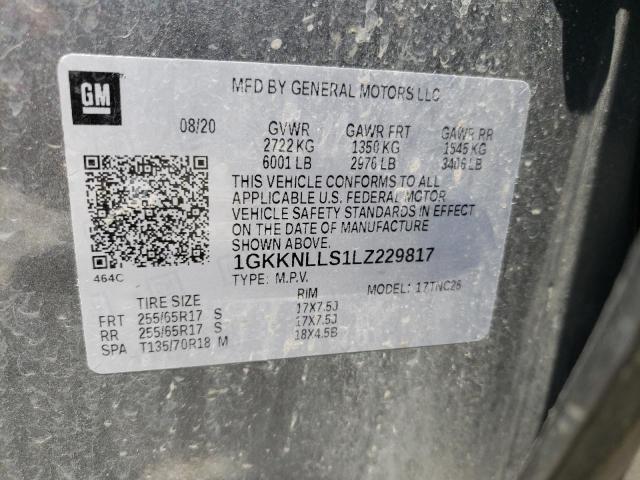 GM
MFD BY GENERAL MOTORS LLC
08/20 GVWR GAWR FRT GAWR RR
2722 KG 1350 KG 1545 KG
6001 LB 2976 LB 3406 LB
THIS VEHICLE CONFORMS TO ALL
APPLICABLE U.S. FEDERAL MOTOR
VEHICLE SAFETY STANDARDS IN EFFECT
ON THE DATE OF MANUFACTURE
SHOWN ABOVE.
1GKKNLLS1LZ229817
464C
TYPE: M.P.V. MODEL: 17TNC26
TIRE SIZE RIM
FRT 255/65R17 S 17X7.5J
RR 255/65R17 S 17X7.5J
SPA T135/70R18 M 18X4.5B